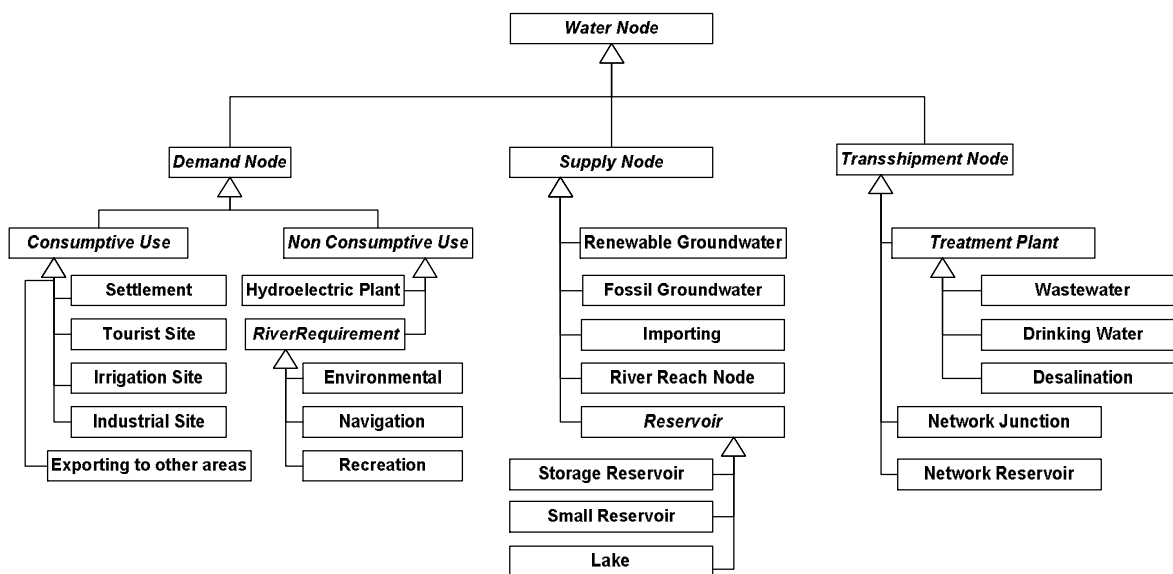 Water Node
Demand Node
Supply Node
Transshipment Node
Consumptive Use
Non Consumptive Use
Settlement
Tourist Site
Irrigation Site
Industrial Site
Exporting to other areas
Hydroelectric Plant
RiverRequirement
Environmental
Navigation
Recreation
Renewable Groundwater
Fossil Groundwater
Importing
River Reach Node
Reservoir
Storage Reservoir
Small Reservoir
Lake
Treatment Plant
Wastewater
Drinking Water
Desalination
Network Junction
Network Reservoir